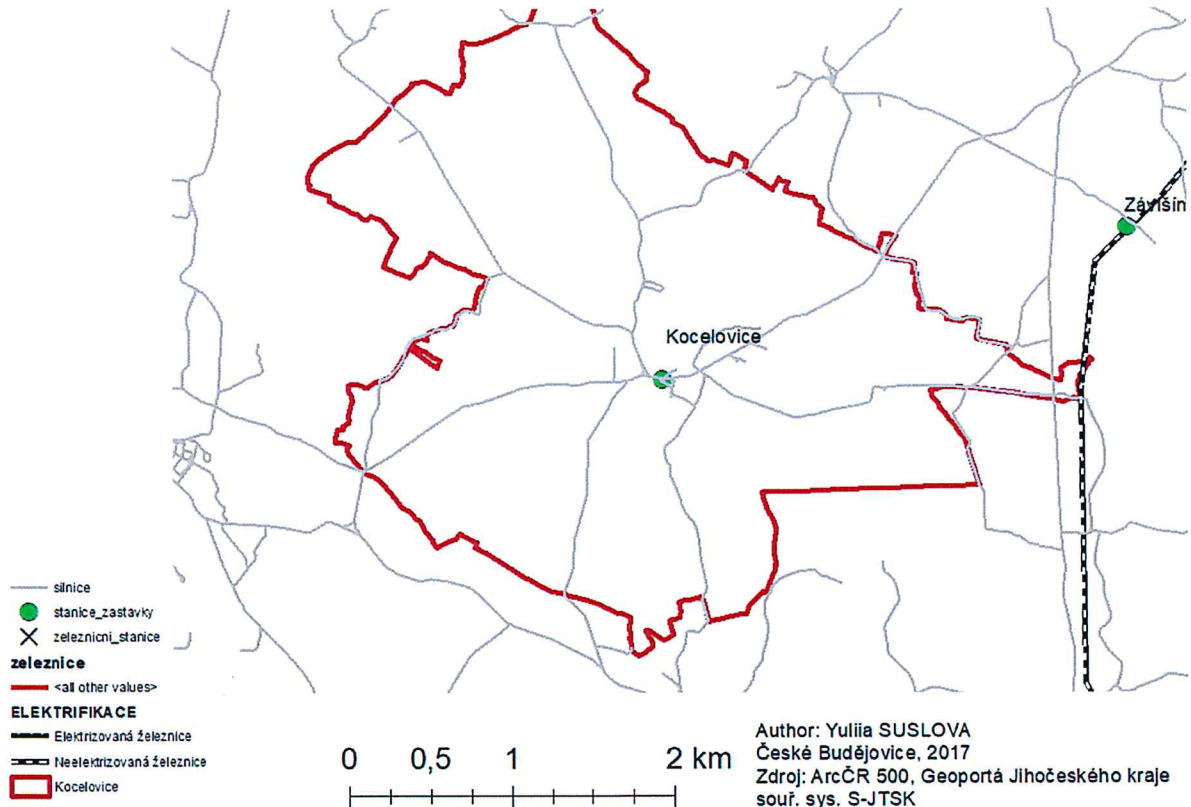 Závišín
Kocelovice
silnice
stanice_zastavky
zeleznicni_stanice
zeleznice
<all other values>
ELEKTRIFIKACE
Elektrizovaná železnice
Neelektrizovaná železnice
Kocelovice
0 0,5 1 2 km
Author: Yuliia SUSLOVA
České Budějovice, 2017
Zdroj: ArcČR 500, Geoportá Jihočeského kraje
souř. sys. S-JTSK